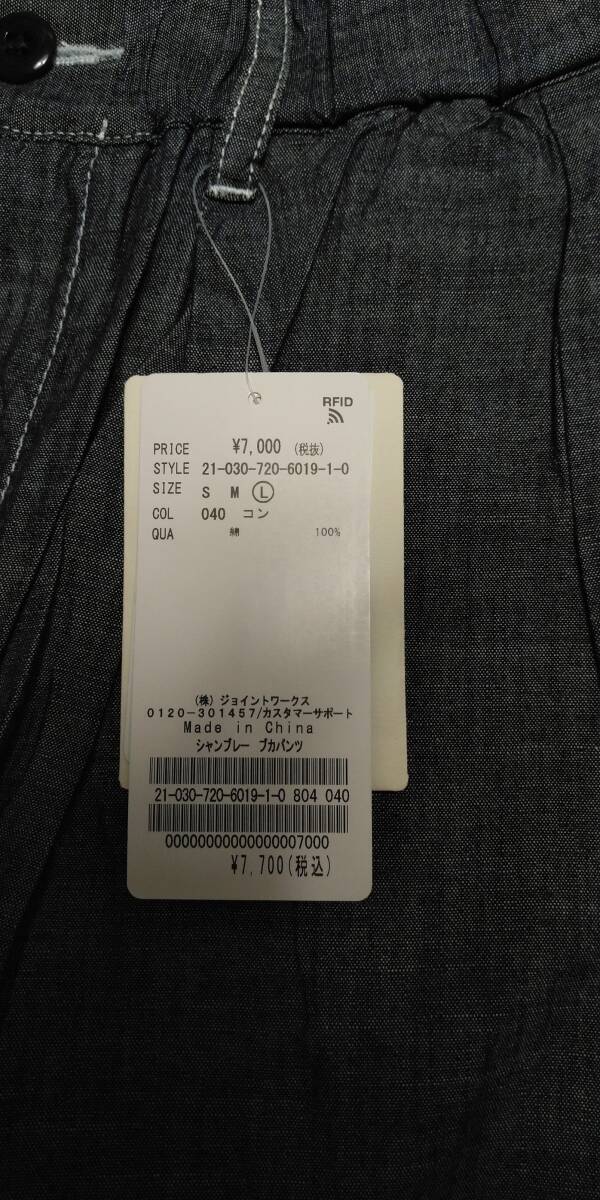 RFID
PRICE ¥7,000 (税抜)
STYLE 21-030-720-6019-1-0
SIZE S M Ⓛ
COL 040 コン
QUA 綿 100%
(株) ジョイントワークス
0120-301457/カスタマーサポート
Made in China
シャンブレー プカパンツ
21-030-720-6019-1-0 804 040
00000000000000007000
¥7,700(税込)